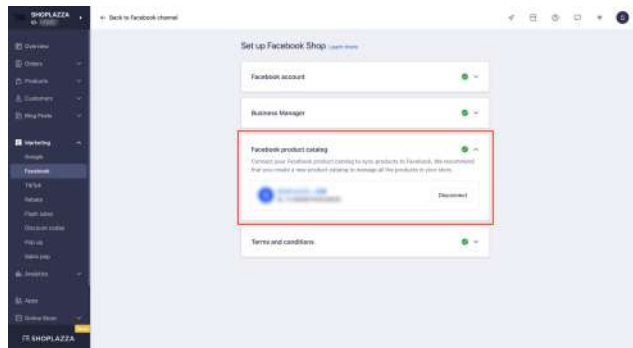 SHOPLAZZA
← Back to Facebook channel
Overview
Orders
Products
Customers
Blog Posts
Marketing
Google
Facebook
TikTok
Rebate
Flash sales
Discount codes
Pop up
Sales pop
Analytics
Apps
Online Store
SHOPLAZZA
Set up Facebook Shop Learn more
Facebook account
Business Manager
Facebook product catalog
Connect your Facebook product catalog to sync products to Facebook. We recommend
that you create a new product catalog to manage all the products in your store.
Disconnect
Terms and conditions